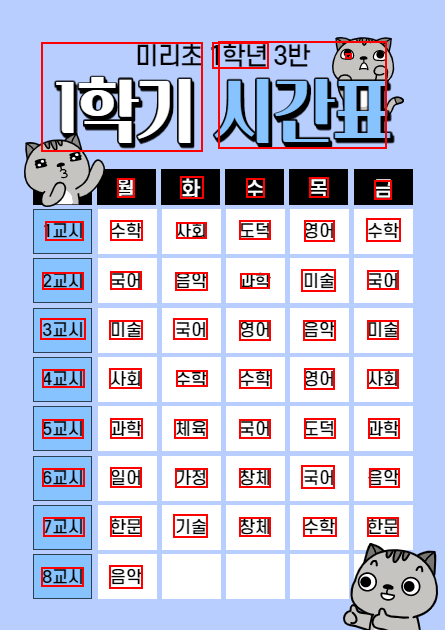 미리초 1학년 3반
1학기 시간표
월 화 수 목 금
1교시 수학 사회 도덕 영어 수학
2교시 국어 음악 과학 미술 국어
3교시 미술 국어 영어 음악 미술
4교시 사회 수학 수학 영어 사회
5교시 과학 체육 국어 도덕 과학
6교시 일어 가정 창체 국어 음악
7교시 한문 기술 창체 수학 한문
8교시 음악